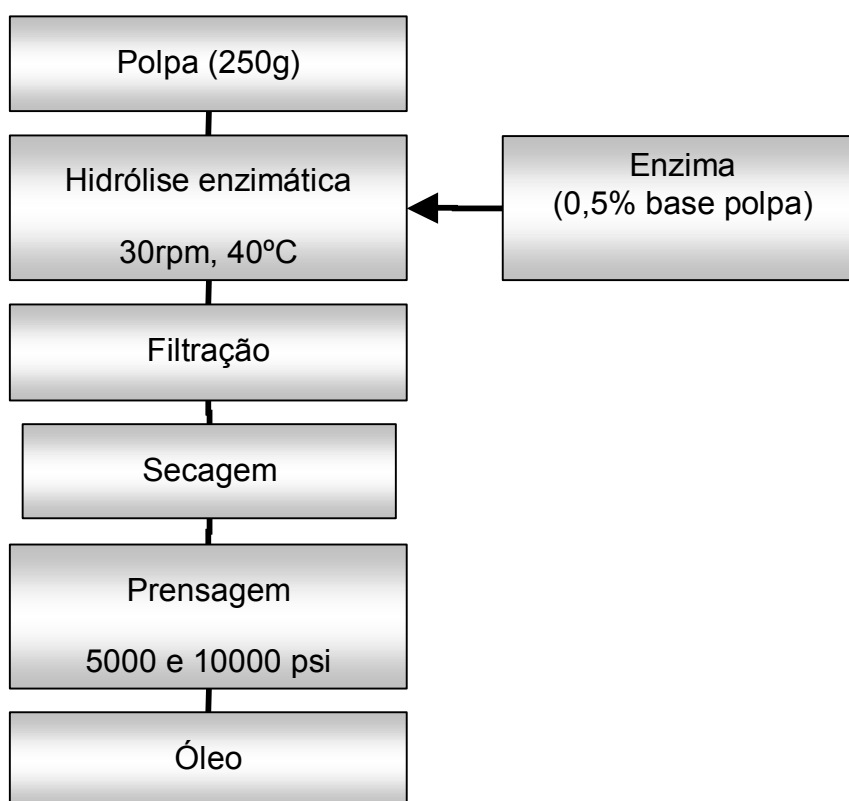 Polpa (250g)
Hidrólise enzimática
30rpm, 40ºC
Enzima
(0,5% base polpa)
Filtração
Secagem
Prensagem
5000 e 10000 psi
Óleo